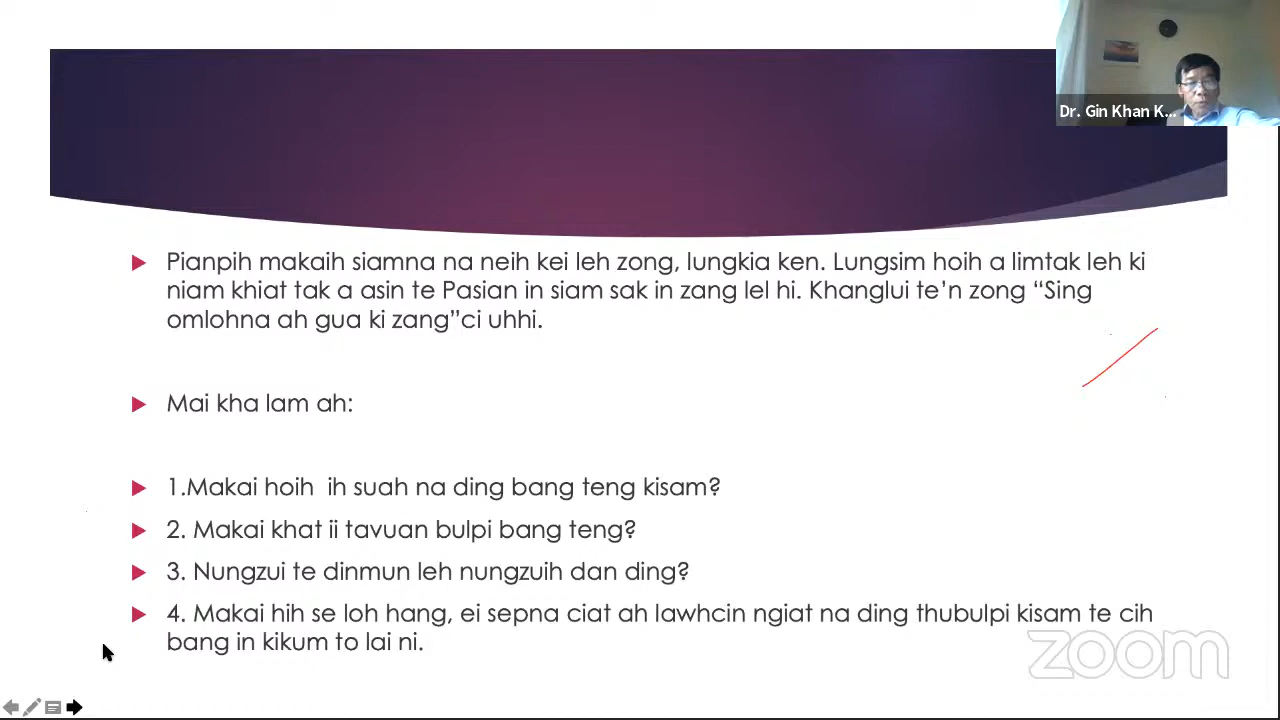 Dr. Gin Khan K...
Pianpih makaih siamna na neih kei leh zong, lungkia ken. Lungsim hoih a limtak leh ki
niam khiat tak a asin te Pasian in siam sak in zang lel hi. Khanglui te’n zong “Sing
omlohna ah gua ki zang”ci uhhi.
Mai kha lam ah:
1.Makai hoih  ih suah na ding bang teng kisam?
2. Makai khat ii tavuan bulpi bang teng?
3. Nungzui te dinmun leh nungzuih dan ding?
4. Makai hih se loh hang, ei sepna ciat ah lawhcin ngiat na ding thubulpi kisam te cih
bang in kikum to lai ni.
zoom